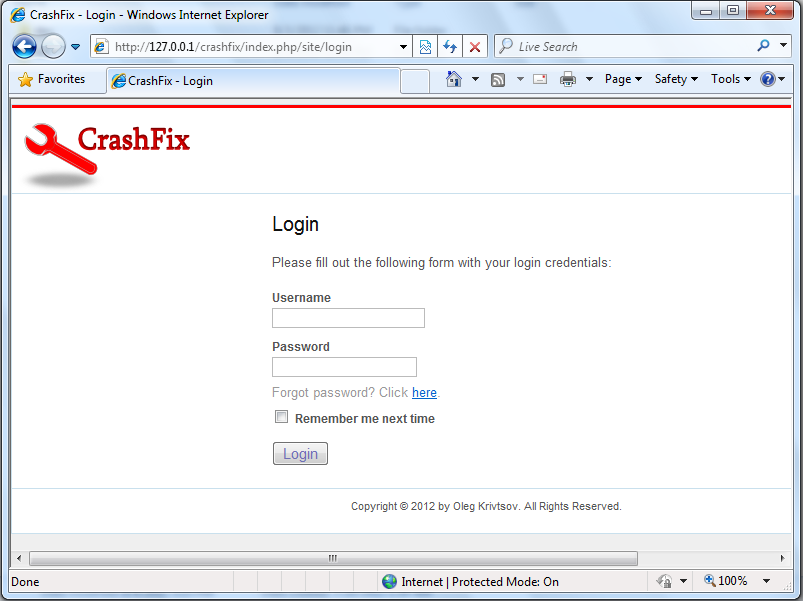 CrashFix - Login - Windows Internet Explorer
http://127.0.0.1/crashfix/index.php/site/login
Live Search
Favorites
CrashFix - Login
Page
Safety
Tools
CrashFix
Login
Please fill out the following form with your login credentials:
Username
Password
Forgot password? Click here.
Remember me next time
Login
Copyright © 2012 by Oleg Krivtsov. All Rights Reserved.
Done
Internet | Protected Mode: On
100%